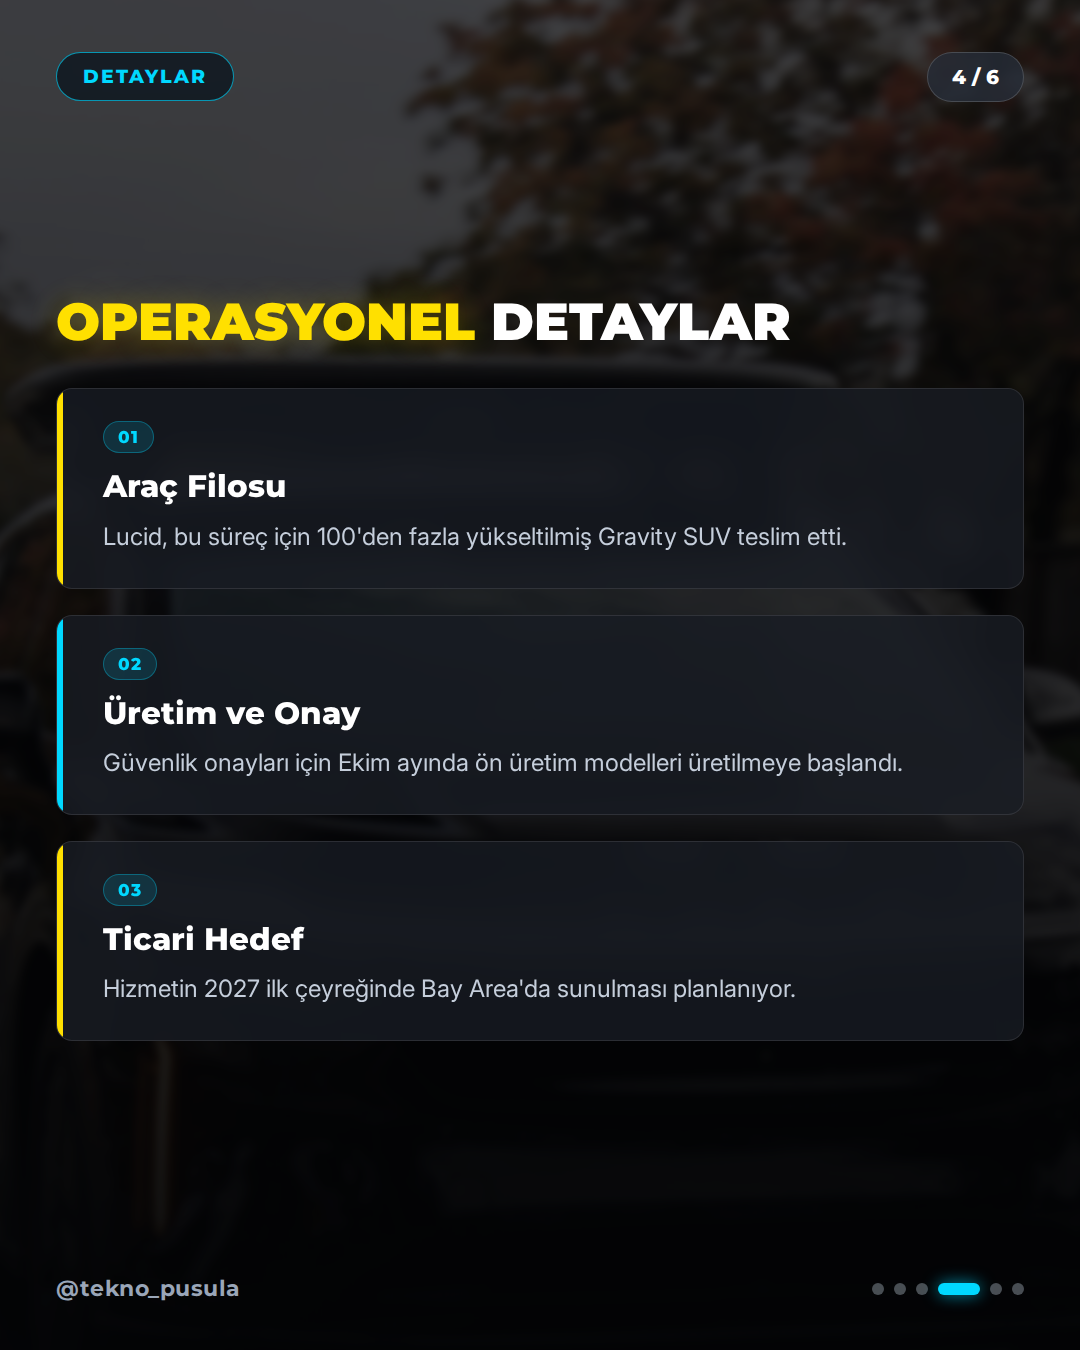 DETAYLAR
4 / 6
OPERASYONEL DETAYLAR
01
Araç Filosu
Lucid, bu süreç için 100'den fazla yükseltilmiş Gravity SUV teslim etti.
02
Üretim ve Onay
Güvenlik onayları için Ekim ayında ön üretim modelleri üretilmeye başlandı.
03
Ticari Hedef
Hizmetin 2027 ilk çeyreğinde Bay Area'da sunulması planlanıyor.
@tekno_pusula